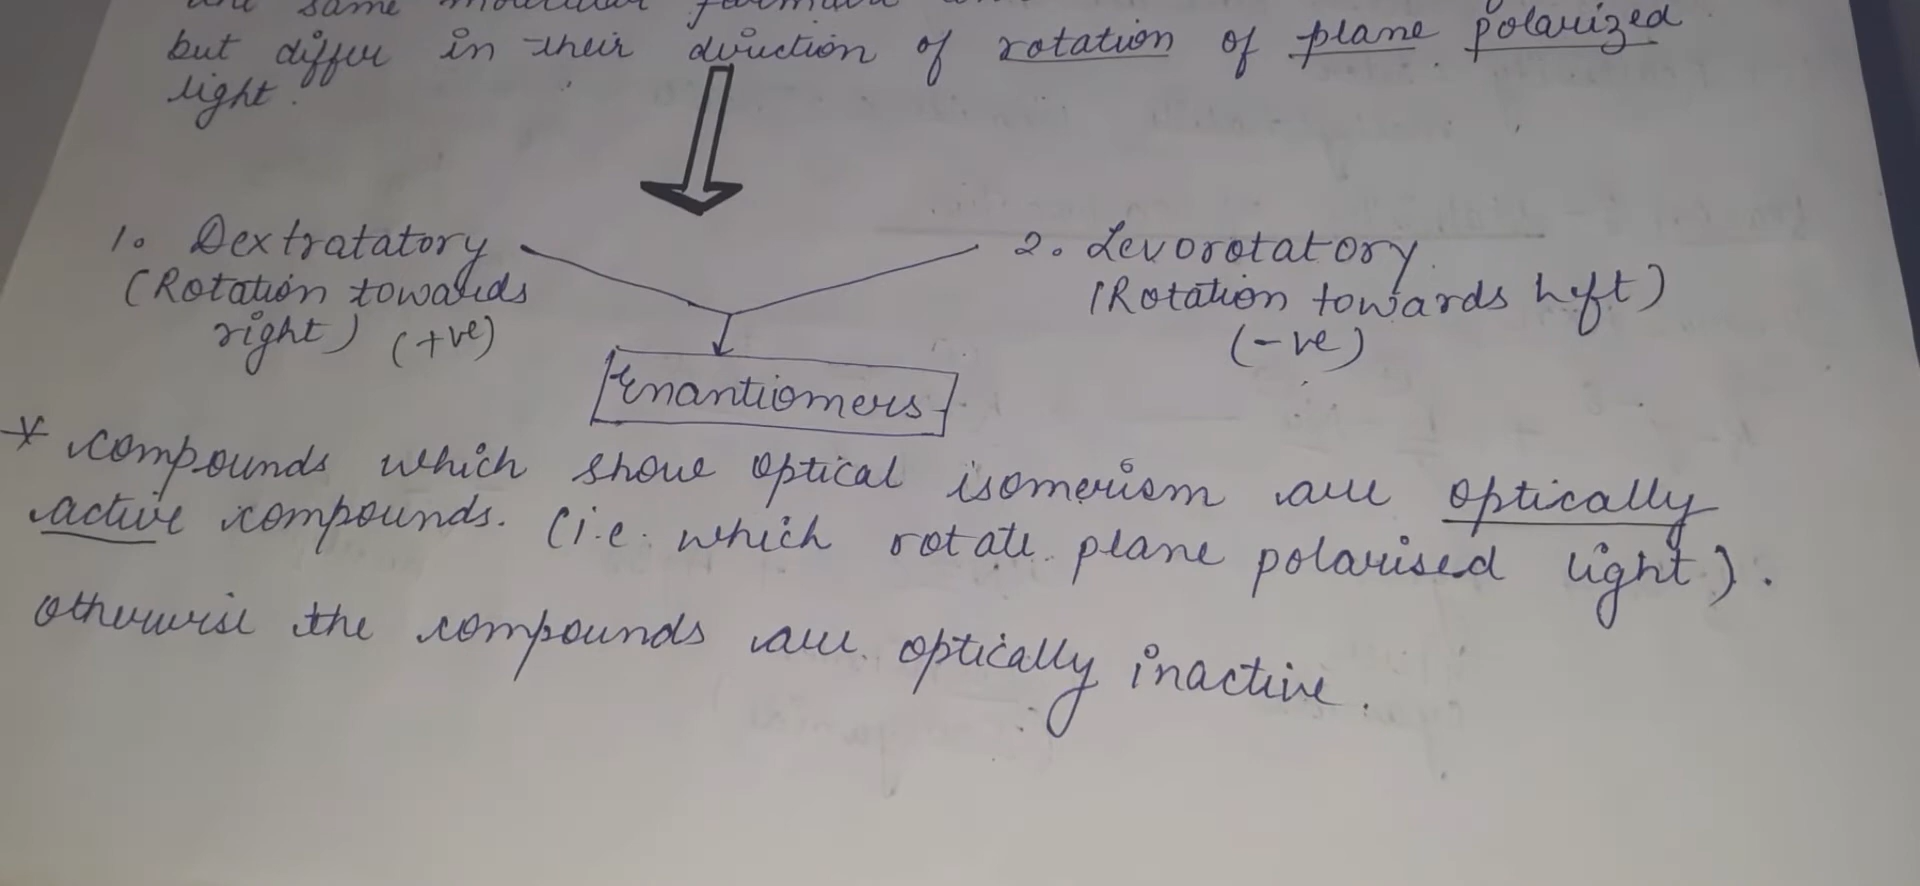 same molecular
but differ in their direction of rotation of plane polarized
light.
1. Dextratatory
(Rotation towards
right) (+ve)
2. Levorotatory
(Rotation towards left)
(-ve)
Enantiomers
* compounds which show optical isomerism are optically
active compounds. (i.e. which rotate plane polarised light).
otherwise the compounds are optically inactive.